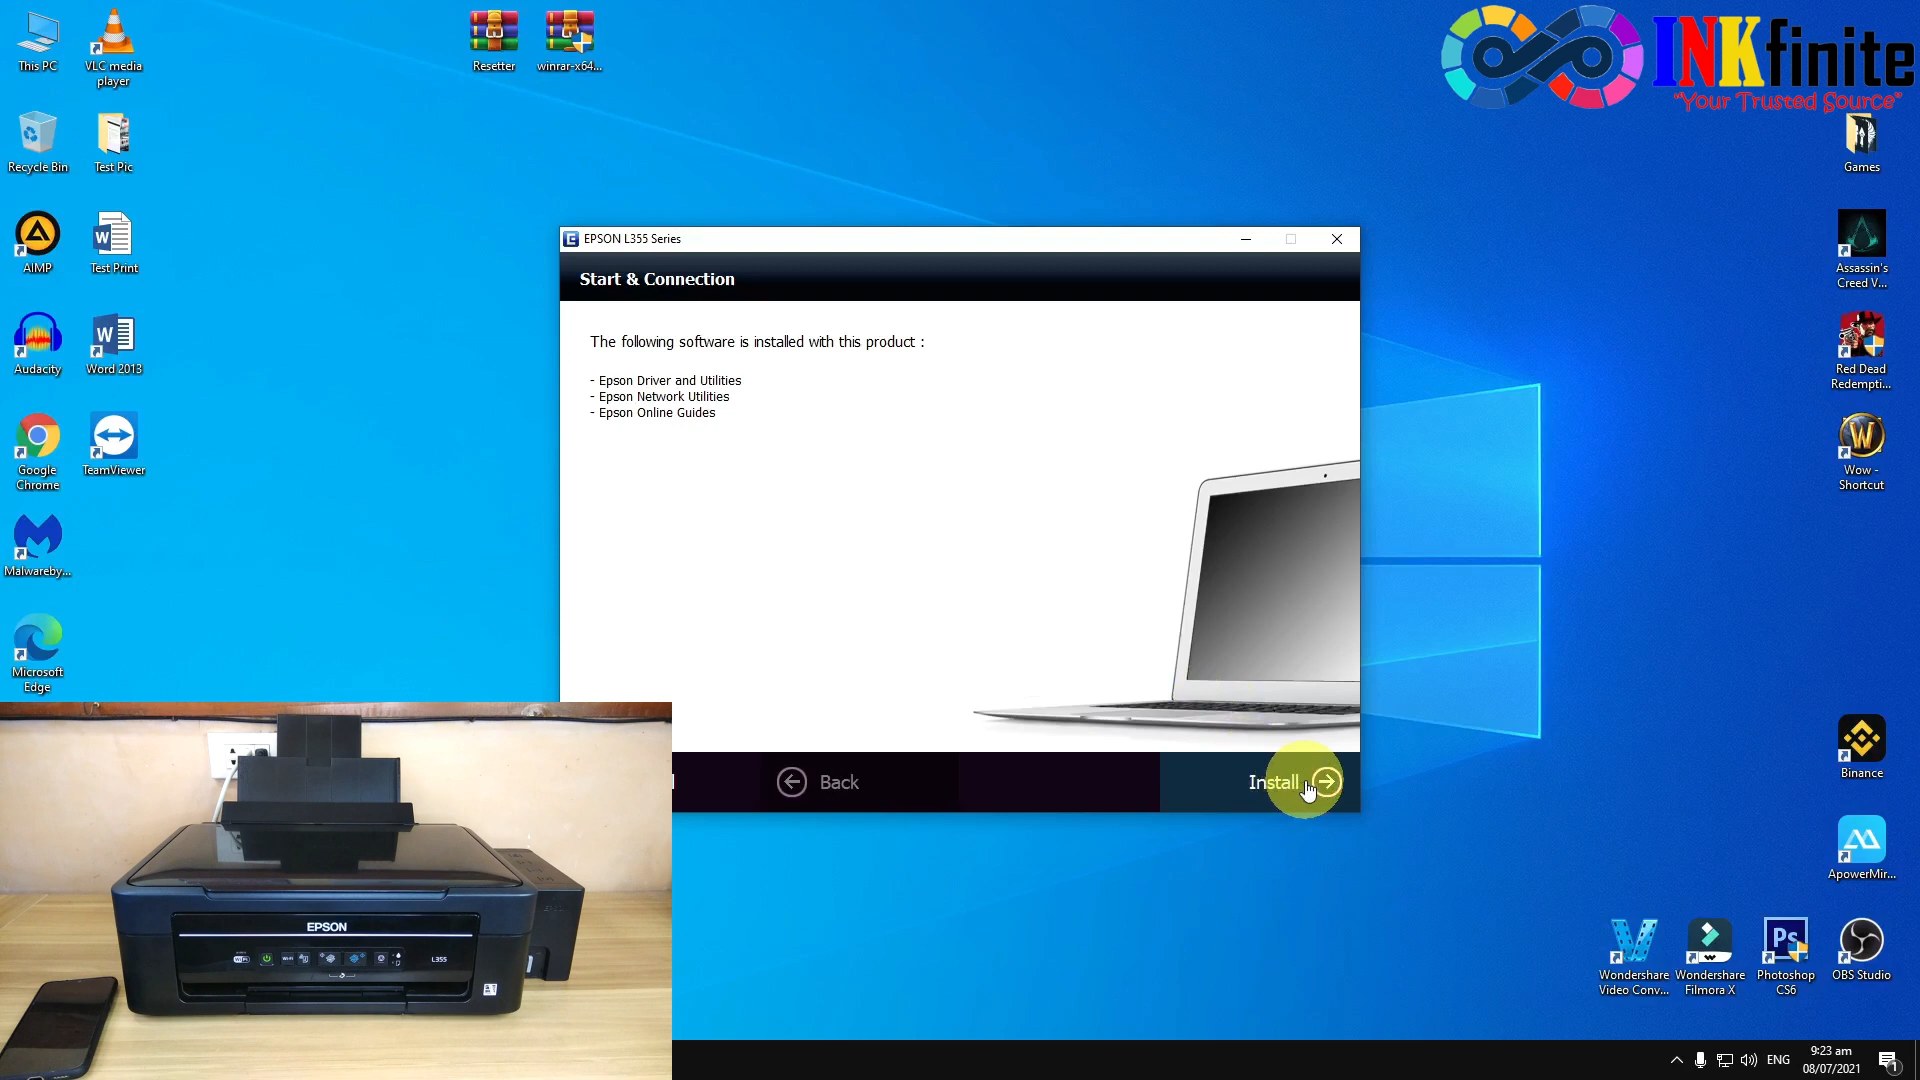 This PC
VLC media
player
Resetter
winrar-x64...
INKfinite
"Your Trusted Source"
Recycle Bin
Test Pic
Games
AIMP
Test Print
Assassin's
Creed V...
Audacity
Word 2013
Red Dead
Redempti...
Google
Chrome
TeamViewer
Wow -
Shortcut
Malwareby...
Microsoft
Edge
EPSON L355 Series
Start & Connection
The following software is installed with this product :
- Epson Driver and Utilities
- Epson Network Utilities
- Epson Online Guides
Back
Install
Binance
ApowerMir...
Wondershare
Video Conv...
Wondershare
Filmora X
Ps
Photoshop
CS6
OBS Studio
EPSON
Wi-Fi
L355
ENG
9:23 am
08/07/2021
1